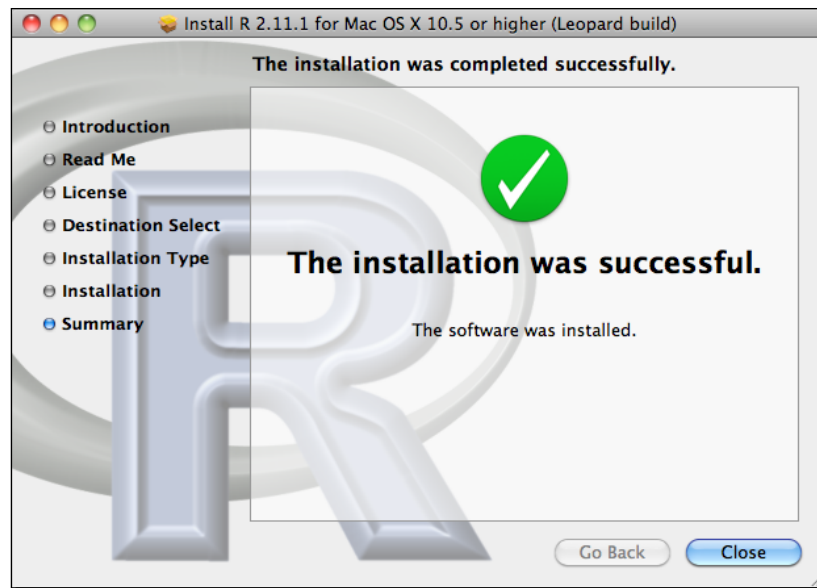 Install R 2.11.1 for Mac OS X 10.5 or higher (Leopard build)
The installation was completed successfully.
Introduction
Read Me
License
Destination Select
Installation Type
Installation
Summary
The installation was successful.
The software was installed.
R
Go Back
Close